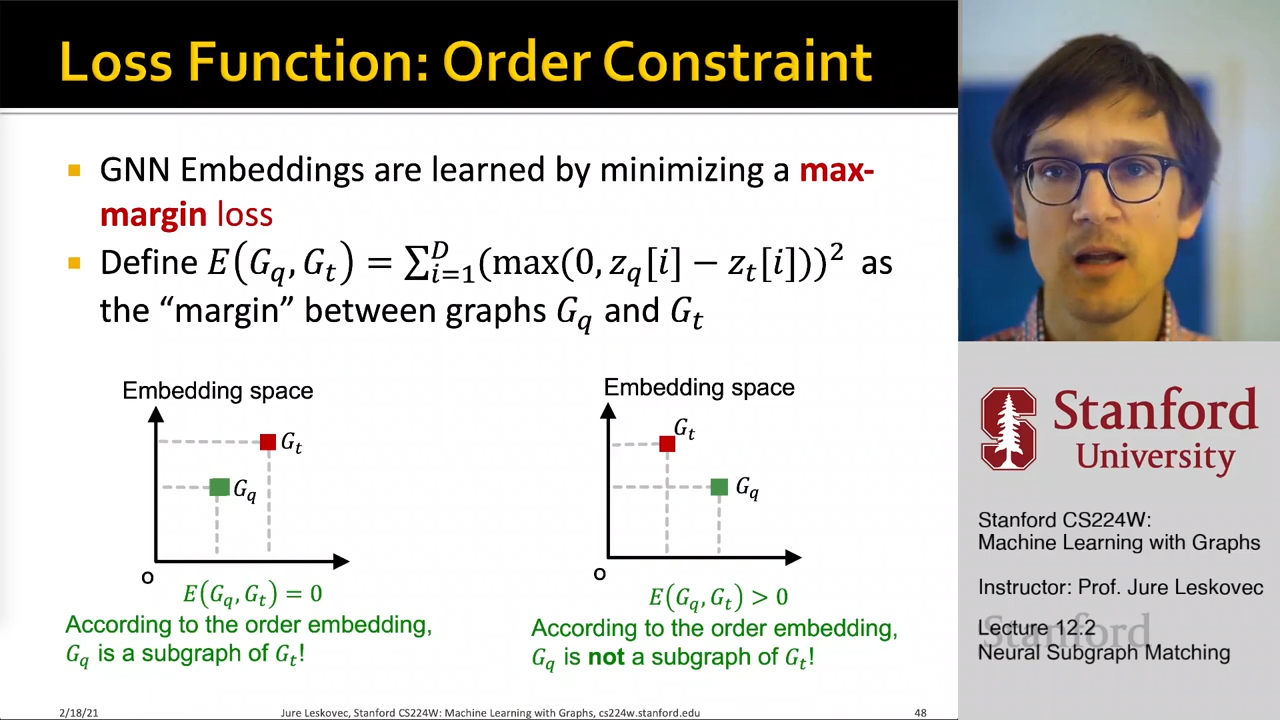 Loss Function: Order Constraint
GNN Embeddings are learned by minimizing a max-
margin loss
Define E(G_q, G_t) = ∑_{i=1}^{D}(max(0, z_q[i] − z_t[i]))² as
the “margin” between graphs G_q and G_t
Embedding space
G_t
G_q
O
E(G_q, G_t) = 0
According to the order embedding,
G_q is a subgraph of G_t!
Embedding space
G_t
G_q
O
E(G_q, G_t) > 0
According to the order embedding,
G_q is not a subgraph of G_t!
2/18/21
Jure Leskovec, Stanford CS224W: Machine Learning with Graphs, cs224w.stanford.edu
48
Stanford
University
Stanford CS224W:
Machine Learning with Graphs
Instructor: Prof. Jure Leskovec
Stanford
Lecture 12.2
Neural Subgraph Matching